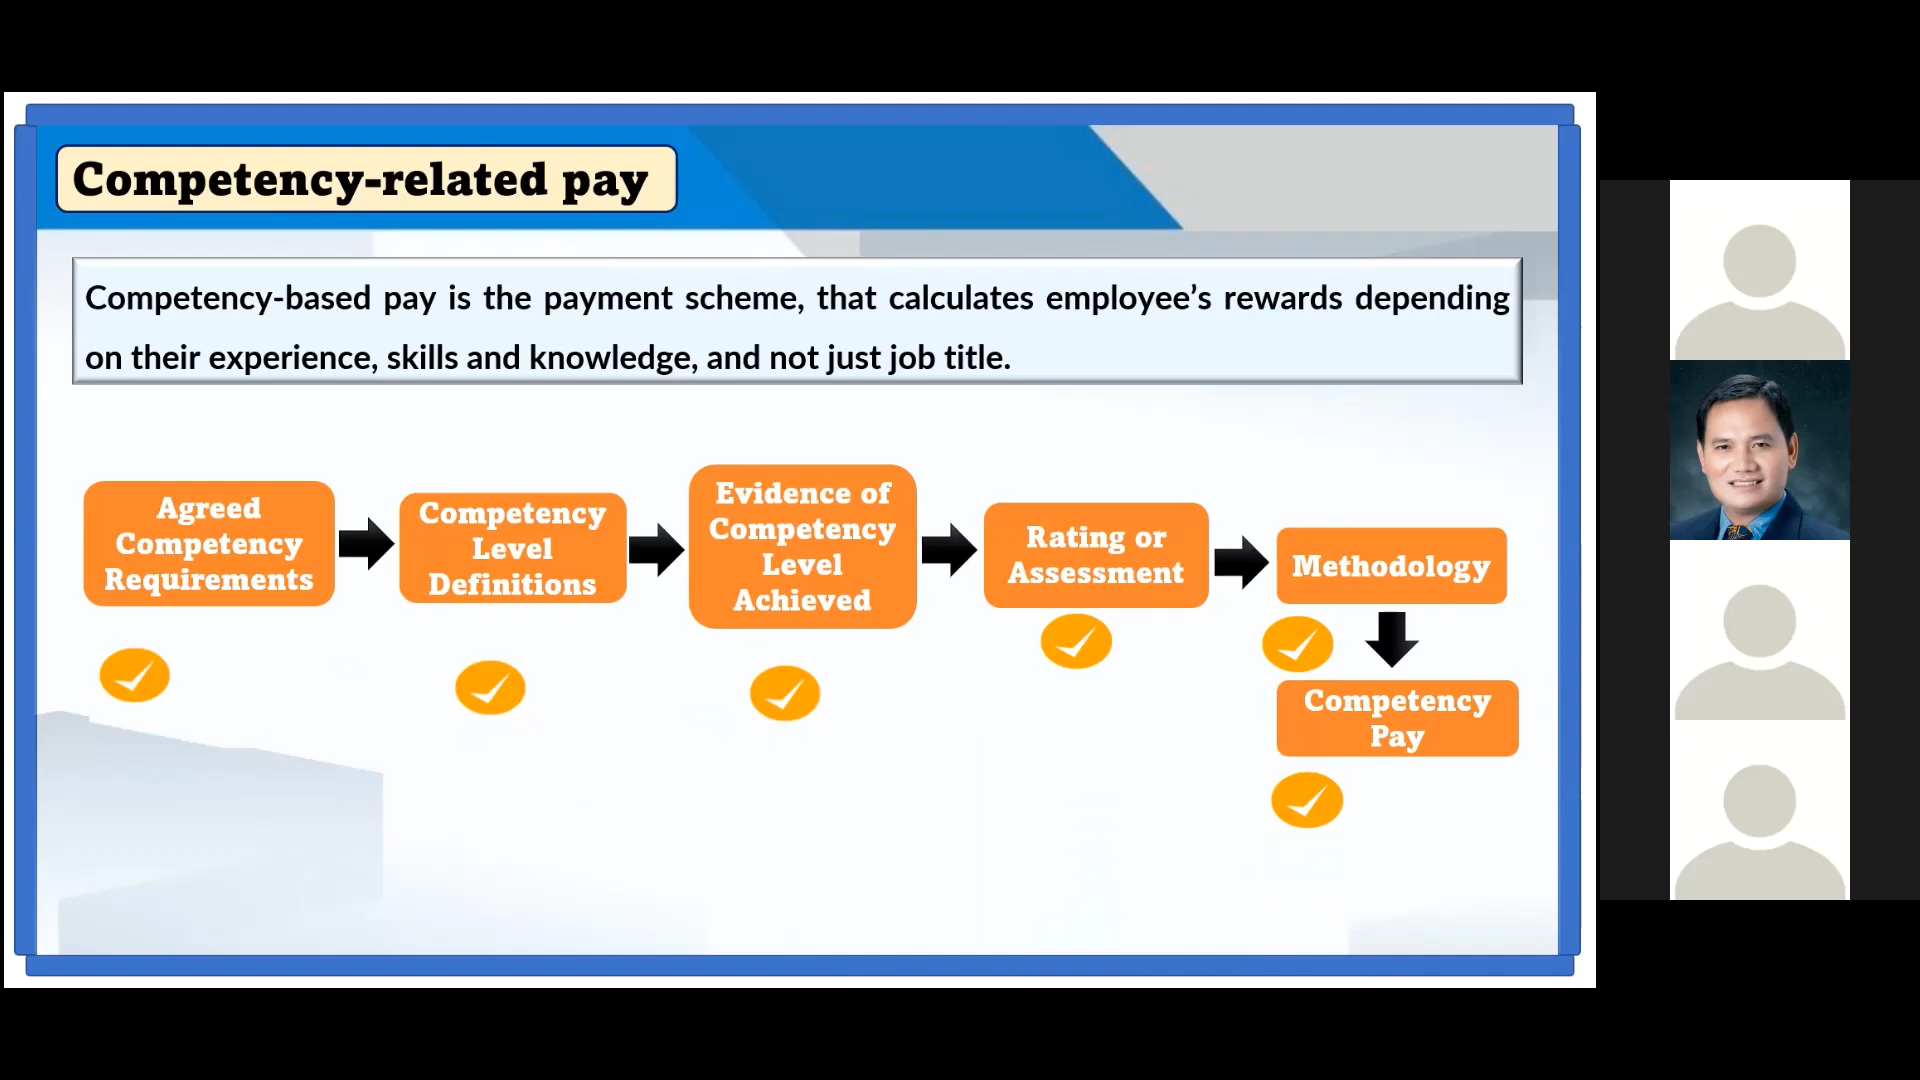 Competency-related pay
Competency-based pay is the payment scheme, that calculates employee’s rewards depending
on their experience, skills and knowledge, and not just job title.
Agreed
Competency
Requirements
Competency
Level
Definitions
Evidence of
Competency
Level
Achieved
Rating or
Assessment
Methodology
Competency
Pay